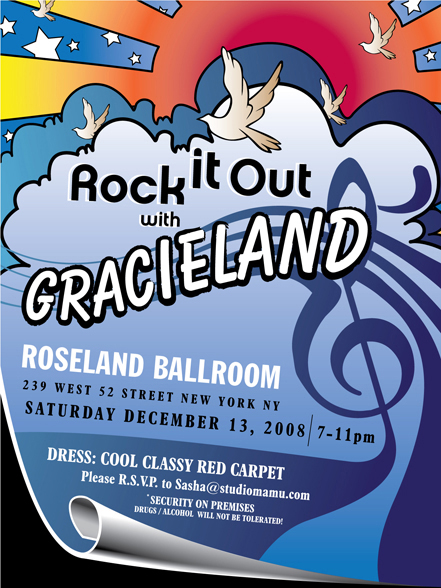 Rock it Out
with
GRACIELAND
ROSELAND BALLROOM
239 WEST 52 STREET NEW YORK NY
SATURDAY DECEMBER 13, 2008 | 7-11pm
DRESS: COOL CLASSY RED CARPET
Please R.S.V.P. to Sasha@studiomamu.com
*SECURITY ON PREMISES
DRUGS / ALCOHOL WILL NOT BE TOLERATED!